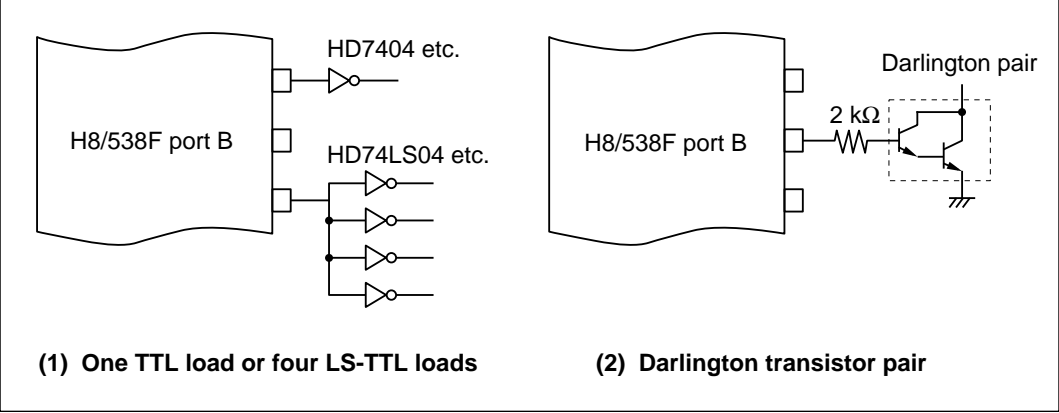 HD7404 etc.
H8/538F port B
HD74LS04 etc.
(1) One TTL load or four LS-TTL loads
Darlington pair
2 kΩ
H8/538F port B
(2) Darlington transistor pair